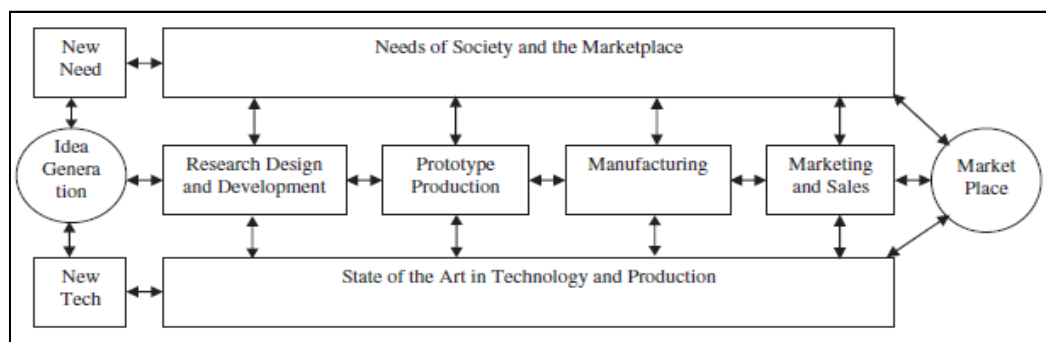 New
Need
Needs of Society and the Marketplace
Idea
Genera
tion
Research Design
and Development
Prototype
Production
Manufacturing
Marketing
and Sales
Market
Place
New
Tech
State of the Art in Technology and Production